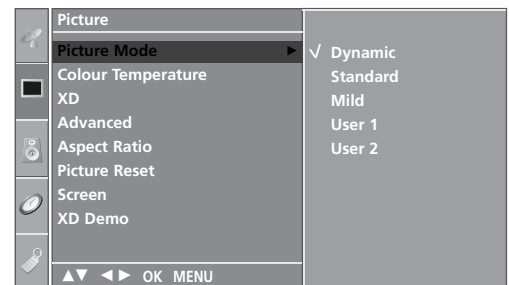 Picture
Picture Mode ▶
Colour Temperature
XD
Advanced
Aspect Ratio
Picture Reset
Screen
XD Demo
▲▼ ◀▶ OK MENU
√ Dynamic
Standard
Mild
User 1
User 2